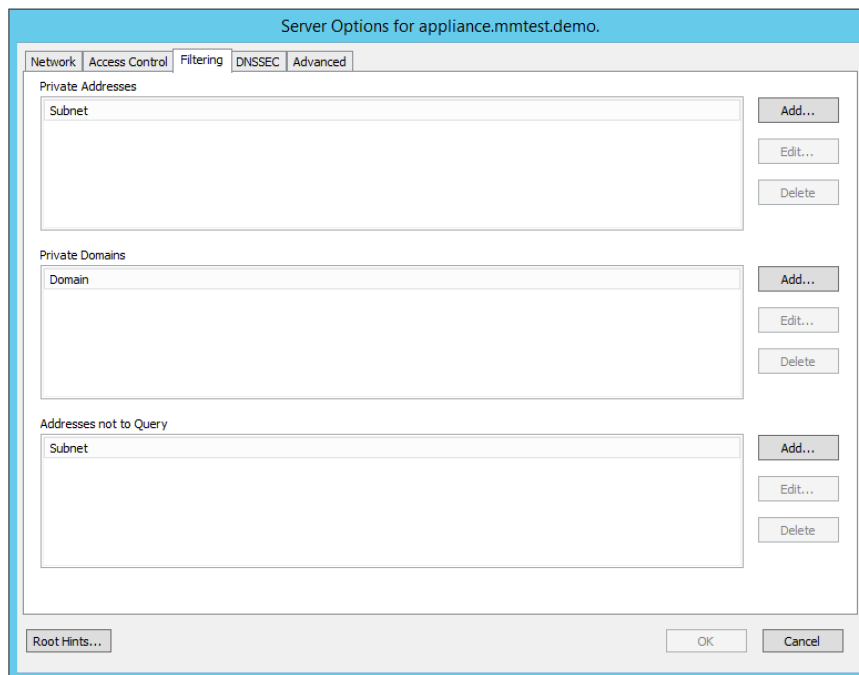 Server Options for appliance.mmtest.demo.
Network Access Control Filtering DNSSEC Advanced
Private Addresses
Subnet
Add...
Edit...
Delete
Private Domains
Domain
Add...
Edit...
Delete
Addresses not to Query
Subnet
Add...
Edit...
Delete
Root Hints... OK Cancel